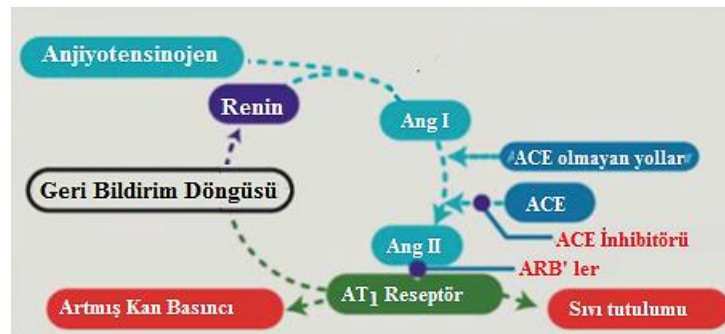 Anjiyotensinojen
Renin
Ang I
ACE olmayan yollar
Geri Bildirim Döngüsü
ACE
ACE İnhibitörü
Ang II
ARB' ler
AT1 Reseptör
Artmış Kan Basıncı
Sıvı tutulumu